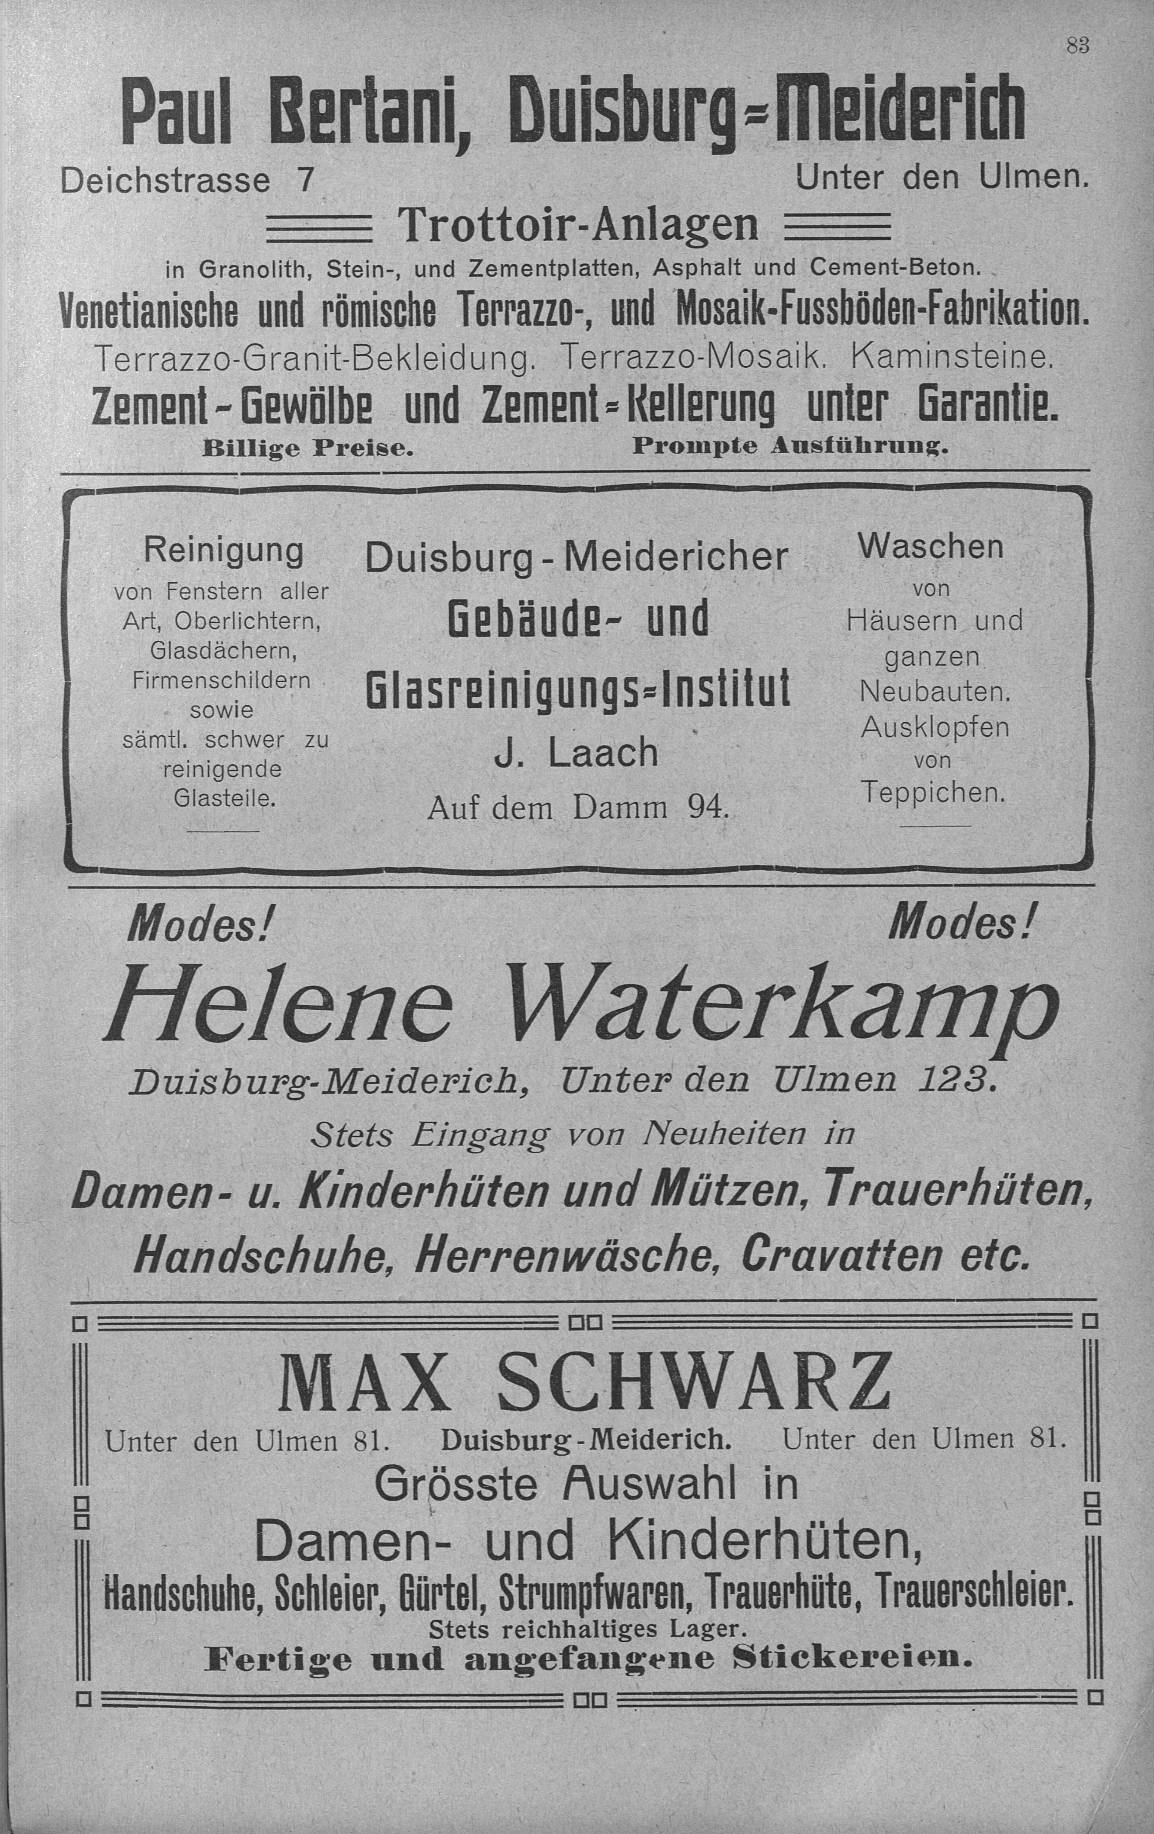 83
Paul Bertani, Duisburg=Meiderich
Deichstrasse 7 Unter den Ulmen.
Trottoir-Anlagen
in Granolith, Stein-, und Zementplatten, Asphalt und Cement-Beton.
Venetianische und römische Terrazzo-, und Mosaik-Fussböden-Fabrikation.
Terrazzo-Granit-Bekleidung. Terrazzo-Mosaik. Kaminsteine.
Zement-Gewölbe und Zement=Kellerung unter Garantie.
Billige Preise. Prompte Ausführung.
Reinigung
von Fenstern aller
Art, Oberlichtern,
Glasdächern,
Firmenschildern
sowie
sämtl. schwer zu
reinigende
Glasteile.
Duisburg-Meidericher
Gebäude- und
Glasreinigungs=Institut
J. Laach
Auf dem Damm 94.
Waschen
von
Häusern und
ganzen
Neubauten.
Ausklopfen
von
Teppichen.
Modes! Modes!
Helene Waterkamp
Duisburg-Meiderich, Unter den Ulmen 123.
Stets Eingang von Neuheiten in
Damen- u. Kinderhüten und Mützen, Trauerhüten,
Handschuhe, Herrenwäsche, Cravatten etc.
MAX SCHWARZ
Unter den Ulmen 81. Duisburg-Meiderich. Unter den Ulmen 81.
Grösste Auswahl in
Damen- und Kinderhüten,
Handschuhe, Schleier, Gürtel, Strumpfwaren, Trauerhüte, Trauerschleier.
Stets reichhaltiges Lager.
Fertige und angefangene Stickereien.